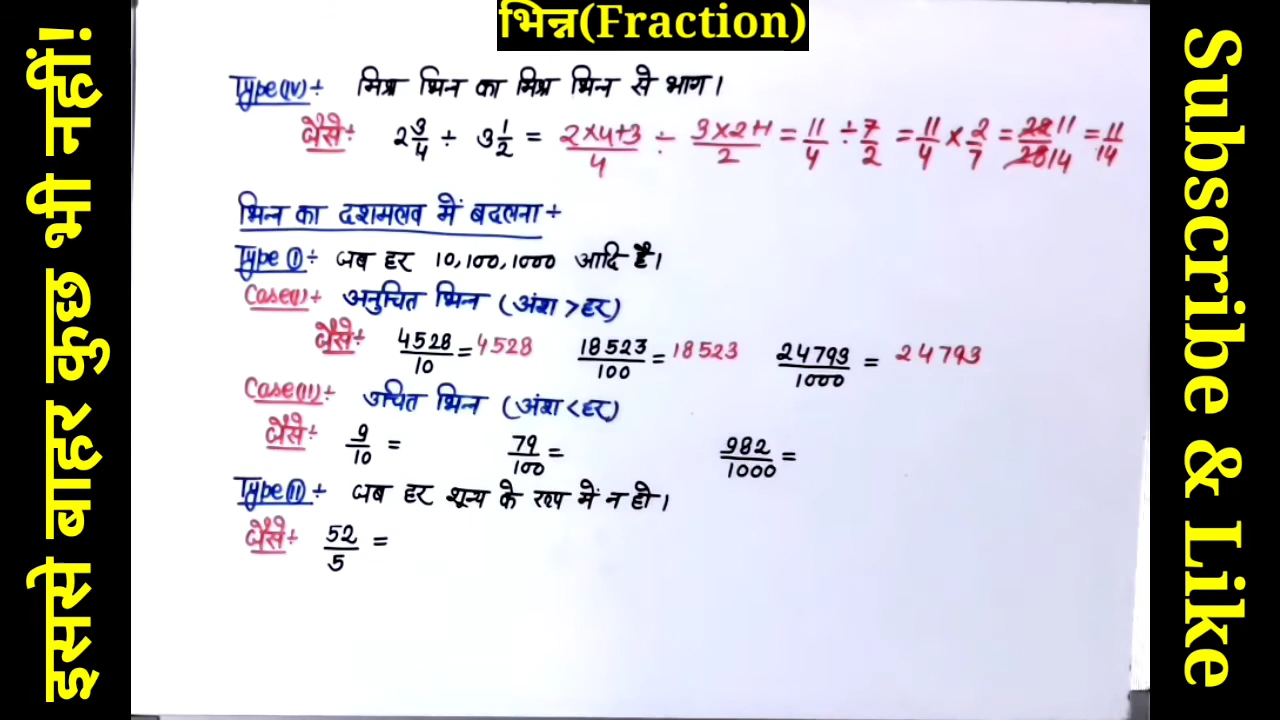 भिन्न(Fraction)
इससे बाहर कुछ भी नहीं!
Type(IV)÷ मिश्र भिन्न का मिश्र भिन्न से भाग।
जैसे÷ 2 3/4 ÷ 3 1/2 = 2×4+3/4 ÷ 3×2+1/2 = 11/4 ÷ 7/2 = 11/4 × 2/7 = 22 11/28 14 = 11/14
भिन्न का दशमलव में बदलना÷
Type(I)÷ जब हर 10,100,1000 आदि है।
Case(I)÷ अनुचित भिन्न (अंश > हर)
जैसे÷ 4528/10 = 4528 18523/100 = 18523 24793/1000 = 24793
Case(II)÷ उचित भिन्न (अंश < हर)
जैसे÷ 9/10 = 79/100 = 982/1000 =
Type(II)÷ जब हर शून्य के रूप में न हो।
जैसे÷ 52/5 =
Subscribe & Like